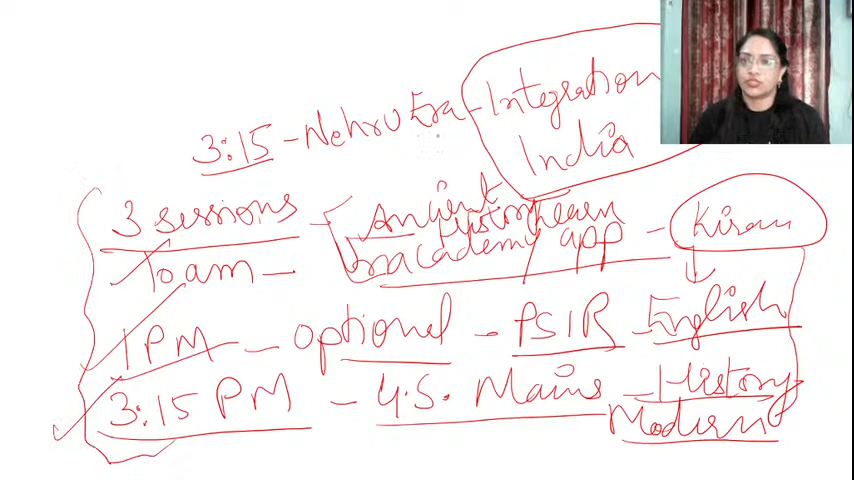 3:15 - Nehru Era - Integration
India
3 sessions - Ancient
history learn
10 am - academy app - Kiran
1 PM - optional - PSIR - English
3:15 PM - G.S. Mains - History
Modern